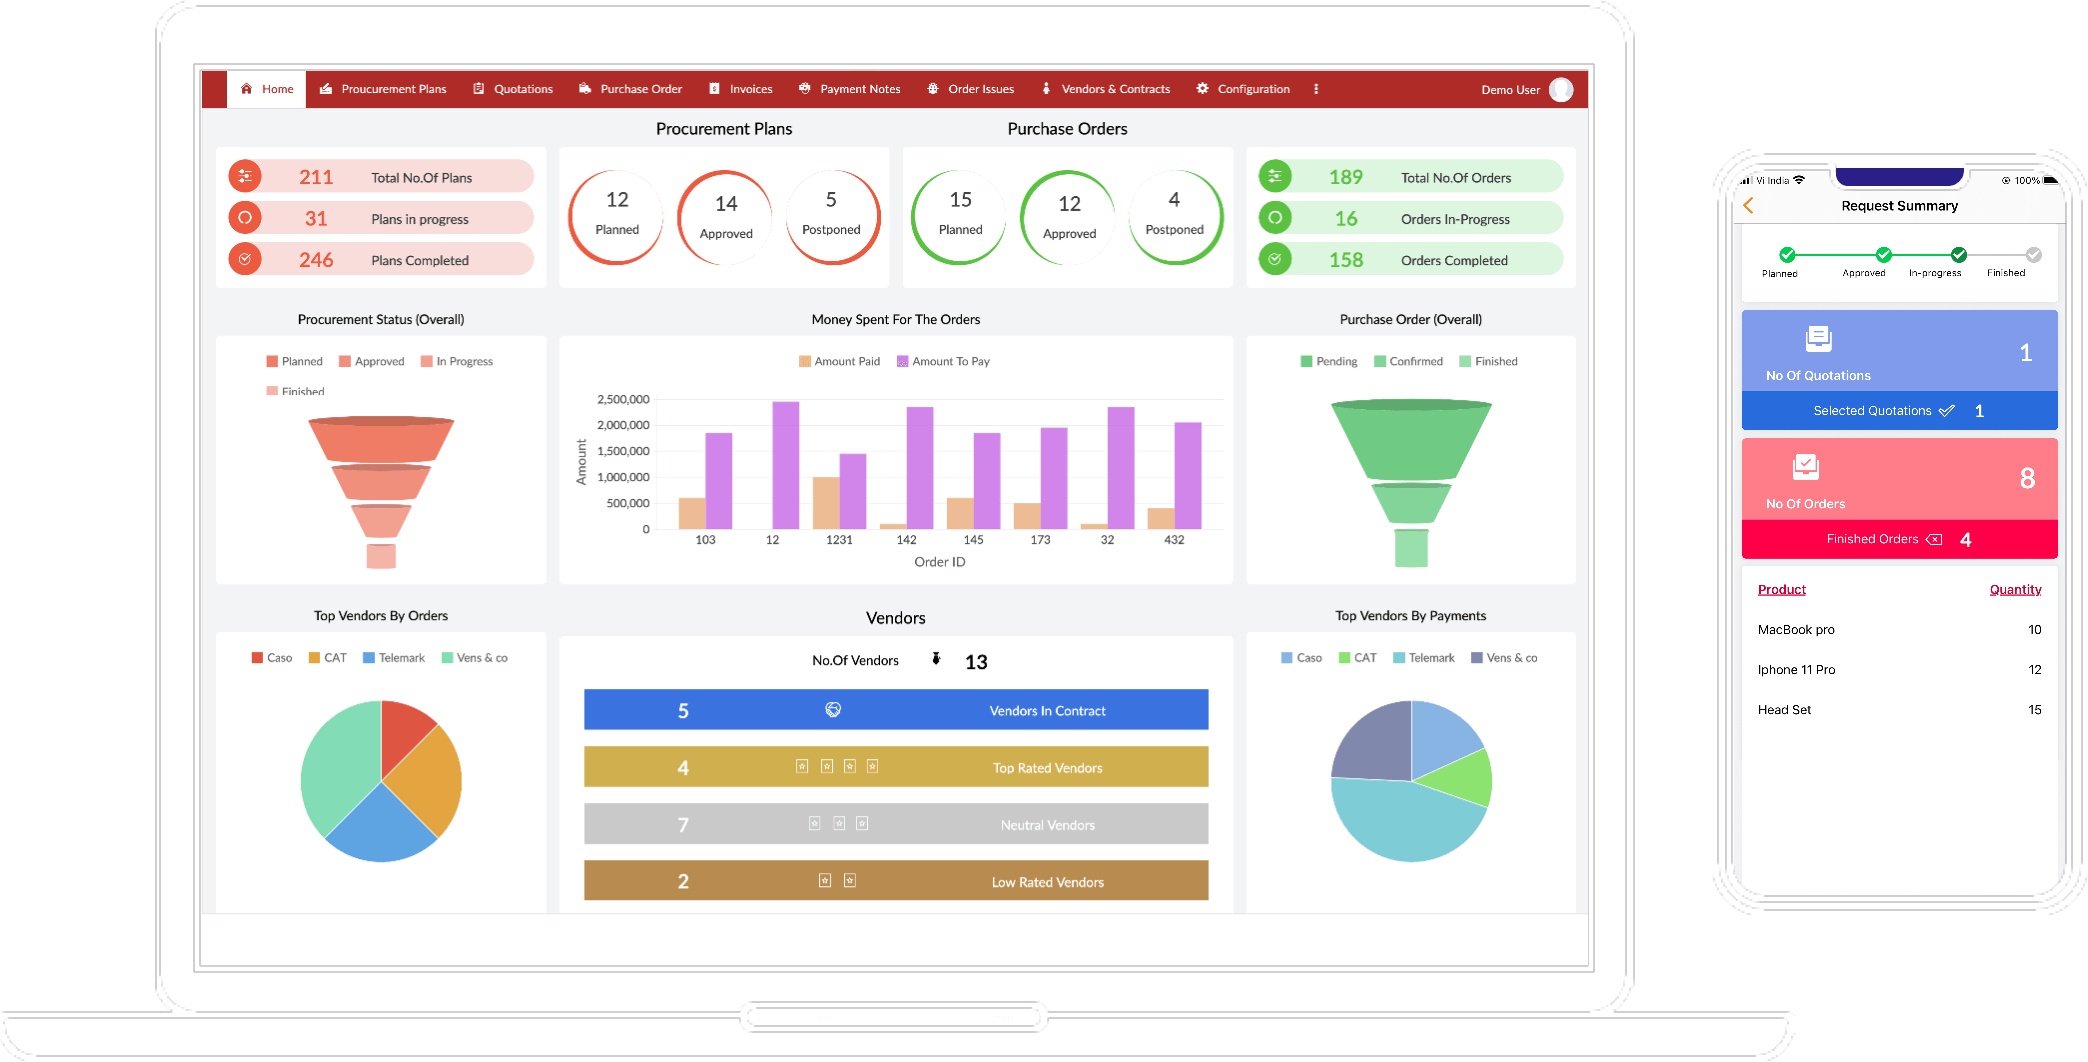 Home Proucurement Plans Quotations Purchase Order Invoices Payment Notes Order Issues Vendors & Contracts Configuration Demo User
Procurement Plans
Purchase Orders
211 Total No.Of Plans
31 Plans in progress
246 Plans Completed
12 Planned
14 Approved
5 Postponed
15 Planned
12 Approved
4 Postponed
189 Total No.Of Orders
16 Orders In-Progress
158 Orders Completed
Procurement Status (Overall)
Planned Approved In Progress
Finished
Money Spent For The Orders
Amount Paid Amount To Pay
2,500,000
2,000,000
1,500,000
1,000,000
500,000
0
Amount
103 12 1231 142 145 173 32 432
Order ID
Purchase Order (Overall)
Pending Confirmed Finished
Top Vendors By Orders
Caso CAT Telemark Vens & co
Vendors
No.Of Vendors 13
5 Vendors In Contract
4 Top Rated Vendors
7 Neutral Vendors
2 Low Rated Vendors
Top Vendors By Payments
Caso CAT Telemark Vens & co
Vi India 100%
Request Summary
Planned Approved In-progress Finished
1
No Of Quotations
Selected Quotations 1
8
No Of Orders
Finished Orders 4
Product Quantity
MacBook pro 10
Iphone 11 Pro 12
Head Set 15